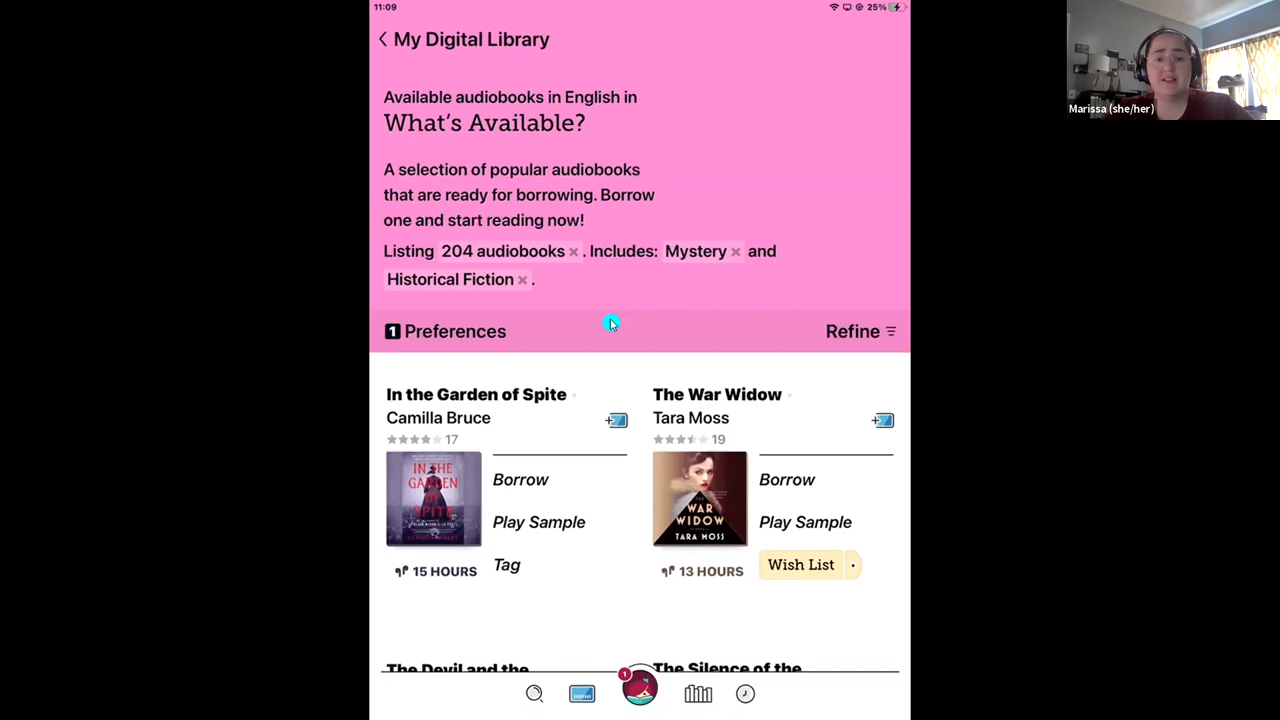 11:09
25%
My Digital Library
Marissa (she/her)
Available audiobooks in English in
What's Available?
A selection of popular audiobooks
that are ready for borrowing. Borrow
one and start reading now!
Listing 204 audiobooks × . Includes: Mystery × and
Historical Fiction × .
1 Preferences
Refine
In the Garden of Spite
Camilla Bruce
17
IN THE
GARDEN
OF
SPITE
Borrow
Play Sample
Tag
15 HOURS
The War Widow
Tara Moss
19
THE
WAR
WIDOW
TARA MOSS
Borrow
Play Sample
Wish List
13 HOURS
The Devil and the
The Silence of the
1